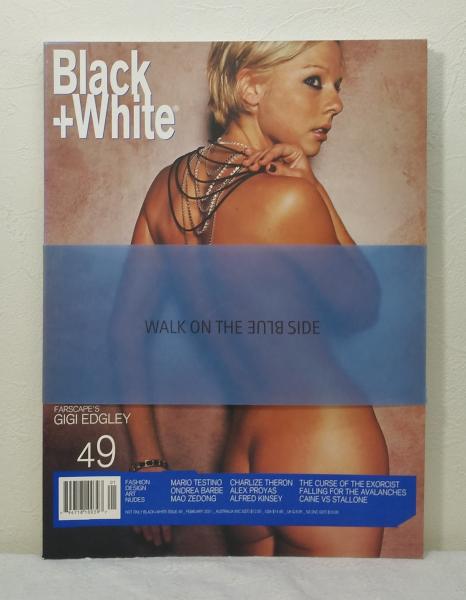 Black
+White
WALK ON THE BLUE SIDE
FARSCAPE'S
GIGI EDGLEY
49
FASHION
DESIGN
ART
NUDES
MARIO TESTINO
ONDREA BARBE
MAO ZEDONG
CHARLIZE THERON
ALEX PROYAS
ALFRED KINSEY
THE CURSE OF THE EXORCIST
FALLING FOR THE AVALANCHES
CAINE VS STALLONE